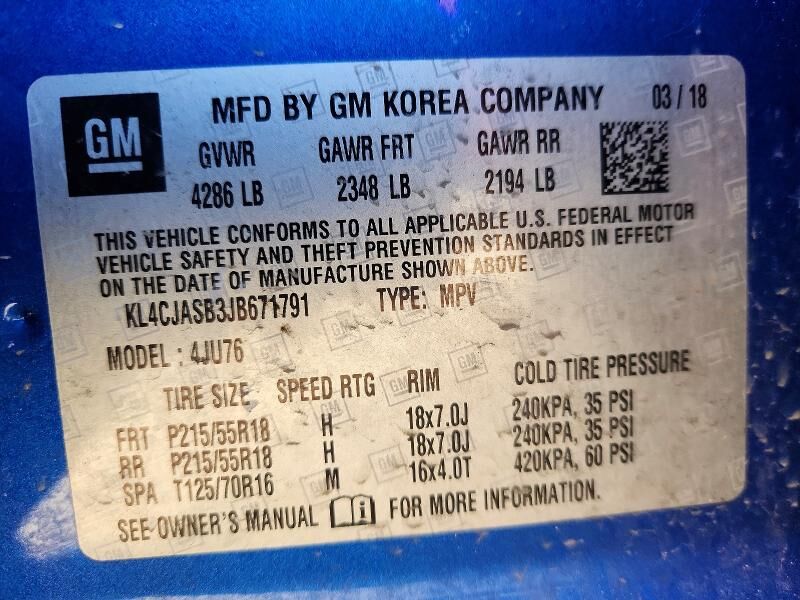 GM
MFD BY GM KOREA COMPANY 03 / 18
GVWR GAWR FRT GAWR RR
4286 LB 2348 LB 2194 LB
THIS VEHICLE CONFORMS TO ALL APPLICABLE U.S. FEDERAL MOTOR
VEHICLE SAFETY AND THEFT PREVENTION STANDARDS IN EFFECT
ON THE DATE OF MANUFACTURE SHOWN ABOVE.
KL4CJASB3JB671791 TYPE: MPV
MODEL : 4JU76
TIRE SIZE SPEED RTG RIM COLD TIRE PRESSURE
FRT P215/55R18 H 18x7.0J 240KPA, 35 PSI
RR P215/55R18 H 18x7.0J 240KPA, 35 PSI
SPA T125/70R16 M 16x4.0T 420KPA, 60 PSI
SEE OWNER'S MANUAL FOR MORE INFORMATION.